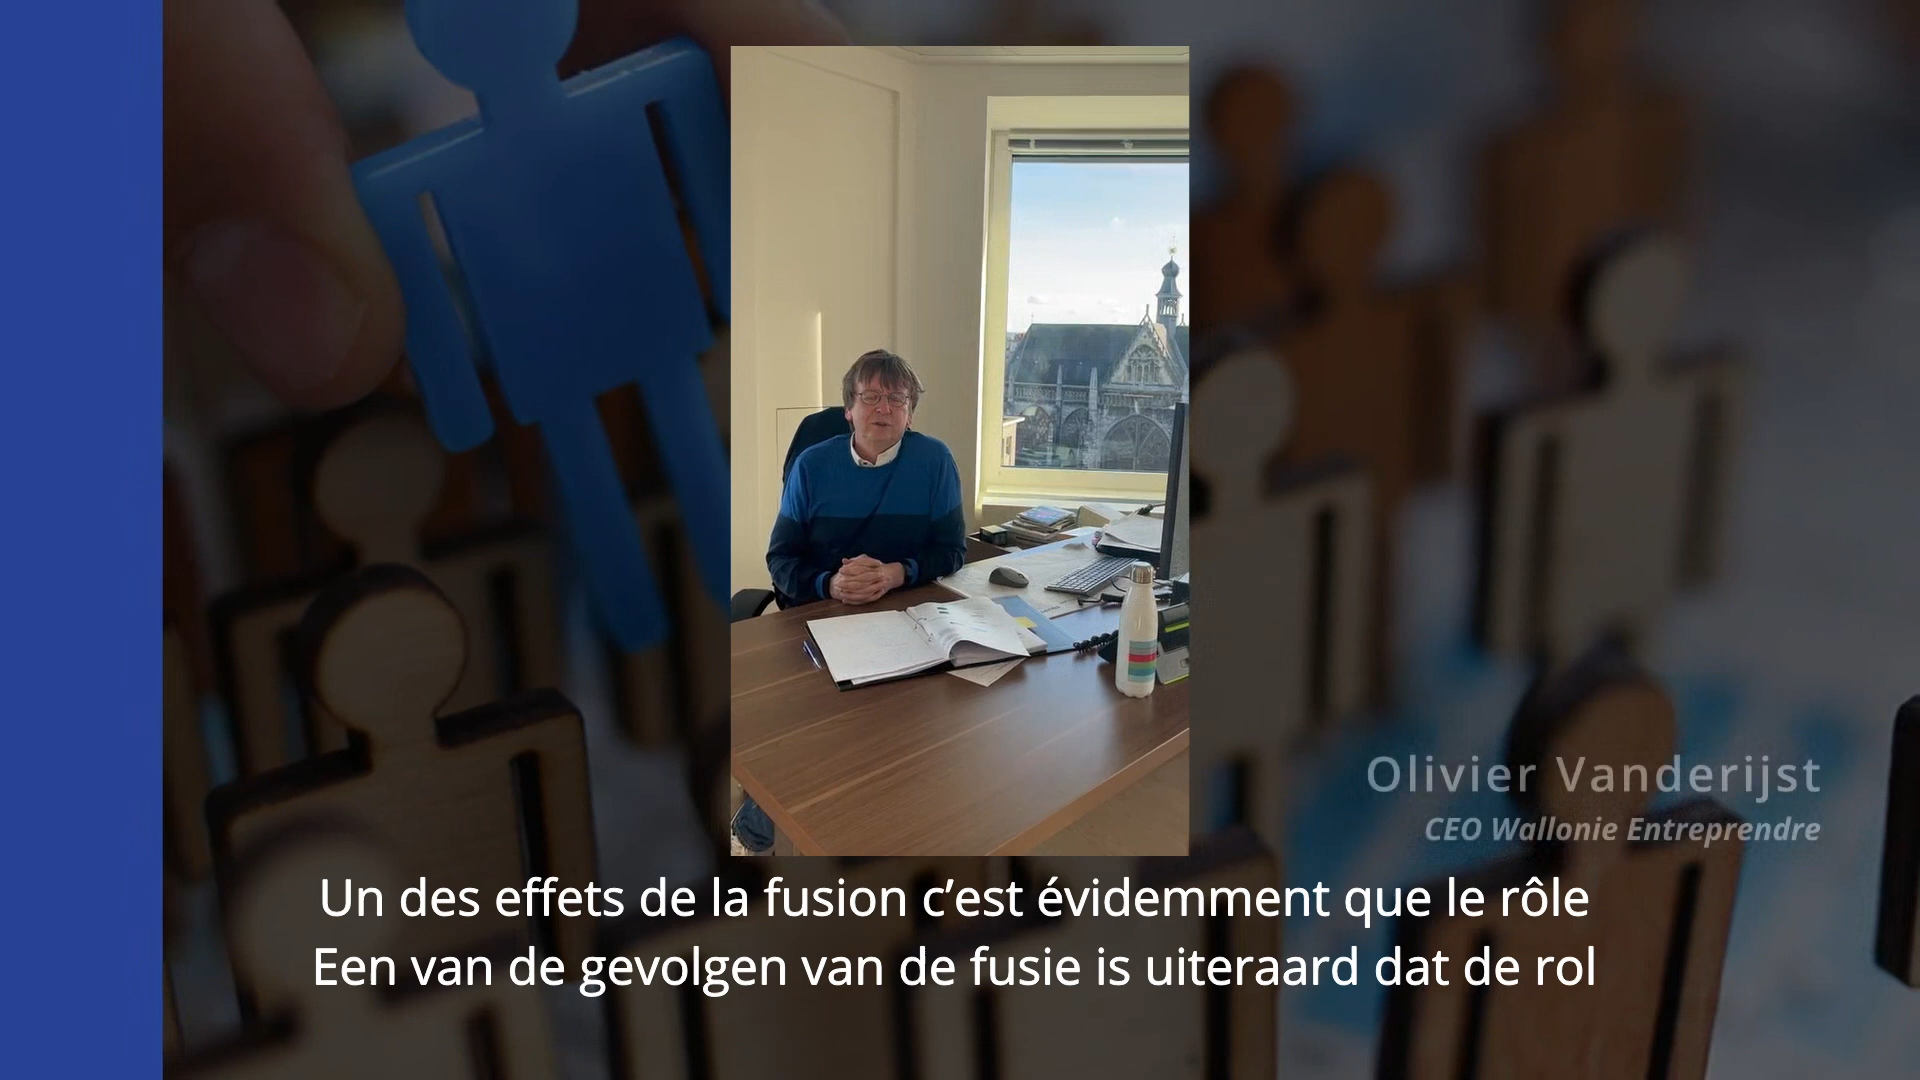 Olivier Vanderijst
CEO Wallonie Entreprendre
Un des effets de la fusion c’est évidemment que le rôle
Een van de gevolgen van de fusie is uiteraard dat de rol